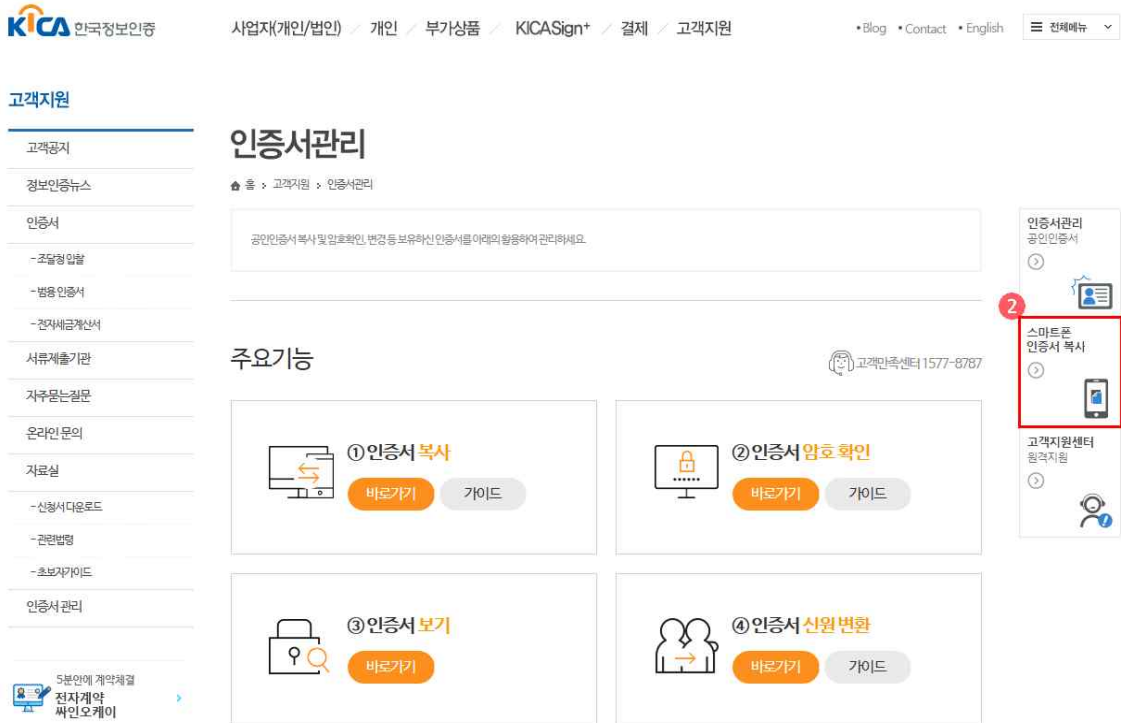 KICA 한국정보인증
사업자(개인/법인) / 개인 / 부가상품 / KICASign+ / 결제 / 고객지원
•Blog •Contact •English
전체메뉴
고객지원
고객공지
정보인증뉴스
인증서
- 조달청 입찰
- 범용 인증서
- 전자세금계산서
서류제출기관
자주묻는질문
온라인 문의
자료실
- 신청서 다운로드
- 관련법령
- 초보자가이드
인증서 관리
5분안에 계약체결
전자계약
싸인오케이
인증서관리
홈 > 고객지원 > 인증서관리
공인인증서 복사 및 암호확인, 변경 등 보유하신 인증서를 아래의 활용하여 관리하세요.
주요기능
고객만족센터 1577-8787
① 인증서 복사
바로가기 가이드
② 인증서 암호 확인
바로가기 가이드
③ 인증서 보기
바로가기
④ 인증서 신원 변환
바로가기 가이드
인증서관리
공인인증서
2
스마트폰
인증서 복사
고객지원센터
원격지원